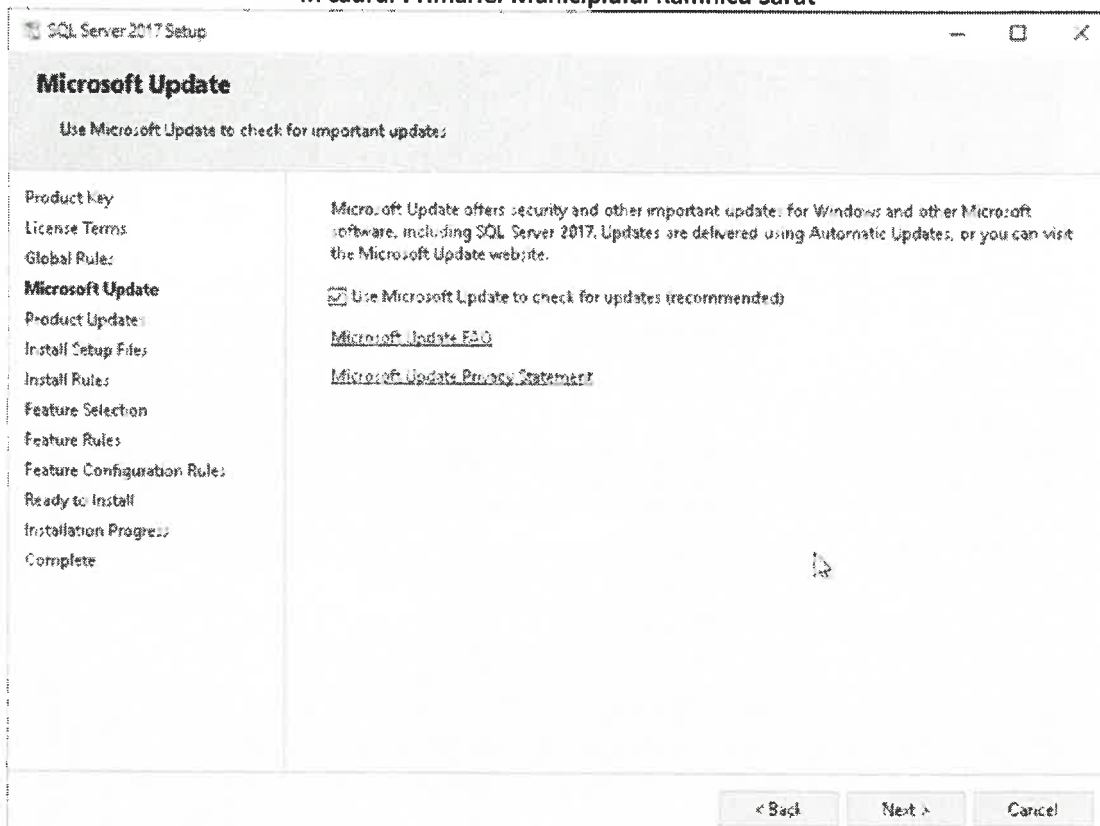 SQL Server 2017 Setup
Microsoft Update
Use Microsoft Update to check for important updates
Product Key
License Terms
Global Rules
Microsoft Update
Product Updates
Install Setup Files
Install Rules
Feature Selection
Feature Rules
Feature Configuration Rules
Ready to Install
Installation Progress
Complete
Microsoft Update offers security and other important updates for Windows and other Microsoft
software, including SQL Server 2017. Updates are delivered using Automatic Updates, or you can visit
the Microsoft Update website.
Use Microsoft Update to check for updates (recommended)
Microsoft Update FAQ
Microsoft Update Privacy Statement
< Back
Next >
Cancel